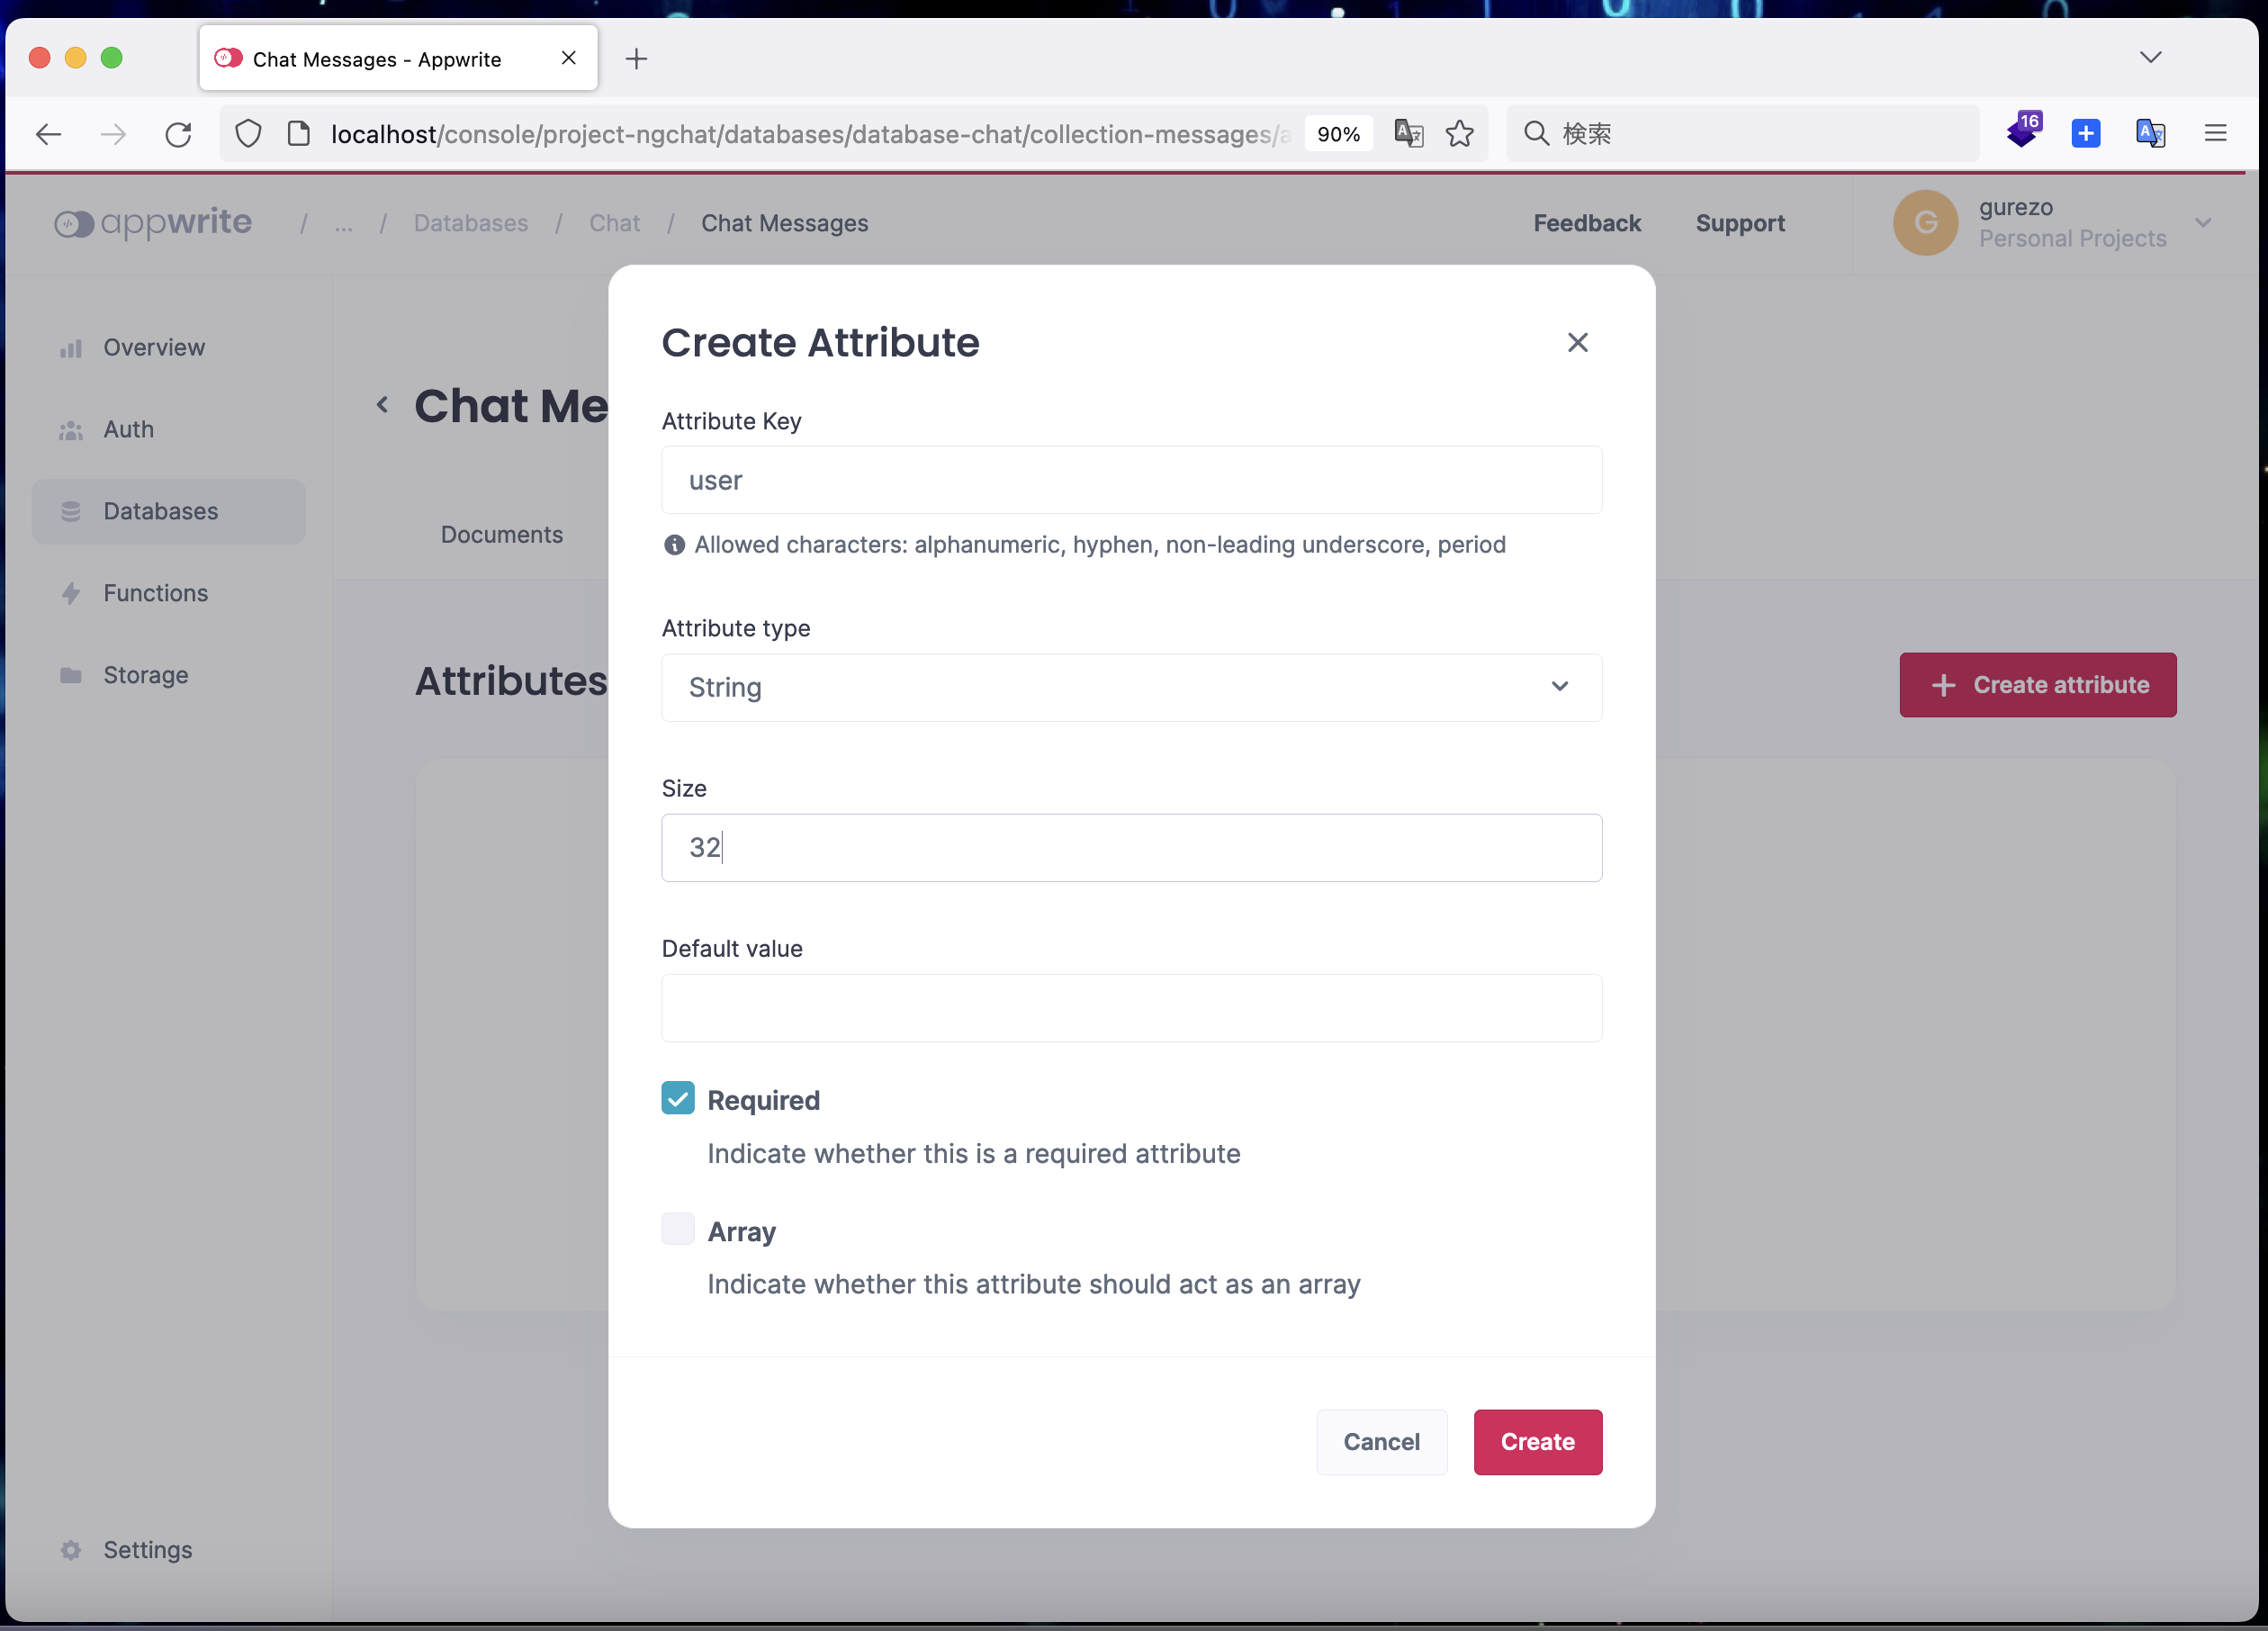 Chat Messages - Appwrite
localhost/console/project-ngchat/databases/database-chat/collection-messages/a
90%
検索
16
appwrite / ... / Databases / Chat / Chat Messages
Feedback
Support
G
gurezo
Personal Projects
Overview
Auth
Databases
Functions
Storage
Settings
Chat Me
Documents
Attributes
Create attribute
Create Attribute
Attribute Key
user
Allowed characters: alphanumeric, hyphen, non-leading underscore, period
Attribute type
String
Size
32
Default value
Required
Indicate whether this is a required attribute
Array
Indicate whether this attribute should act as an array
Cancel
Create